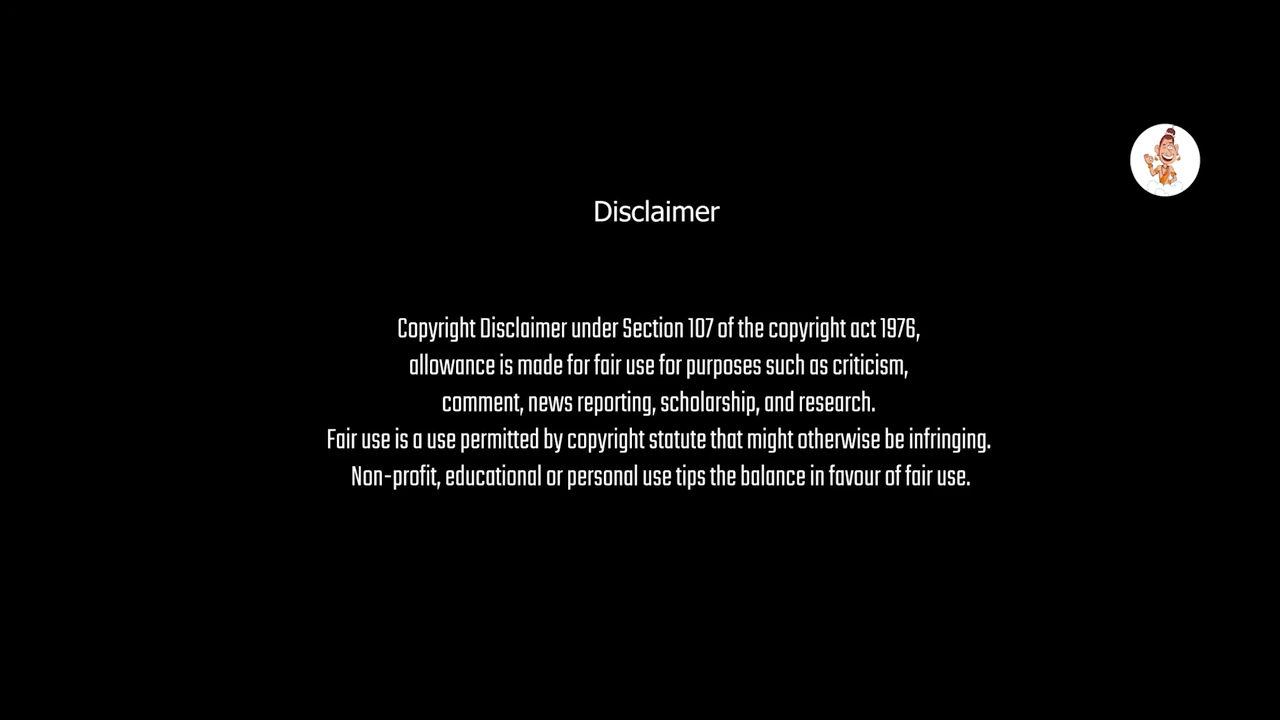 Disclaimer
Copyright Disclaimer under Section 107 of the copyright act 1976,
allowance is made for fair use for purposes such as criticism,
comment, news reporting, scholarship, and research.
Fair use is a use permitted by copyright statute that might otherwise be infringing.
Non-profit, educational or personal use tips the balance in favour of fair use.